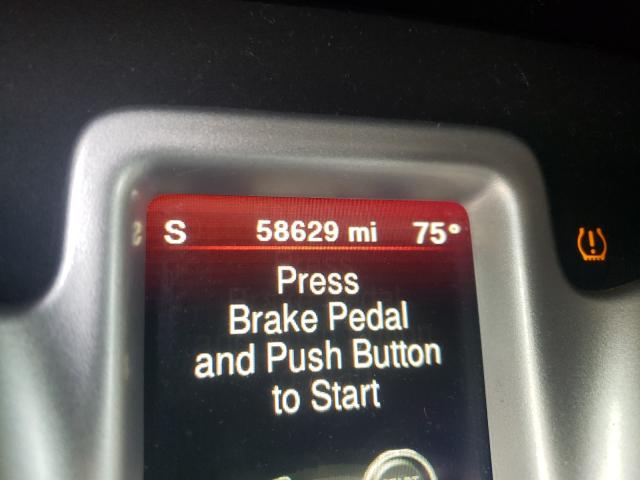 S 58629 mi 75°
Press
Brake Pedal
and Push Button
to Start